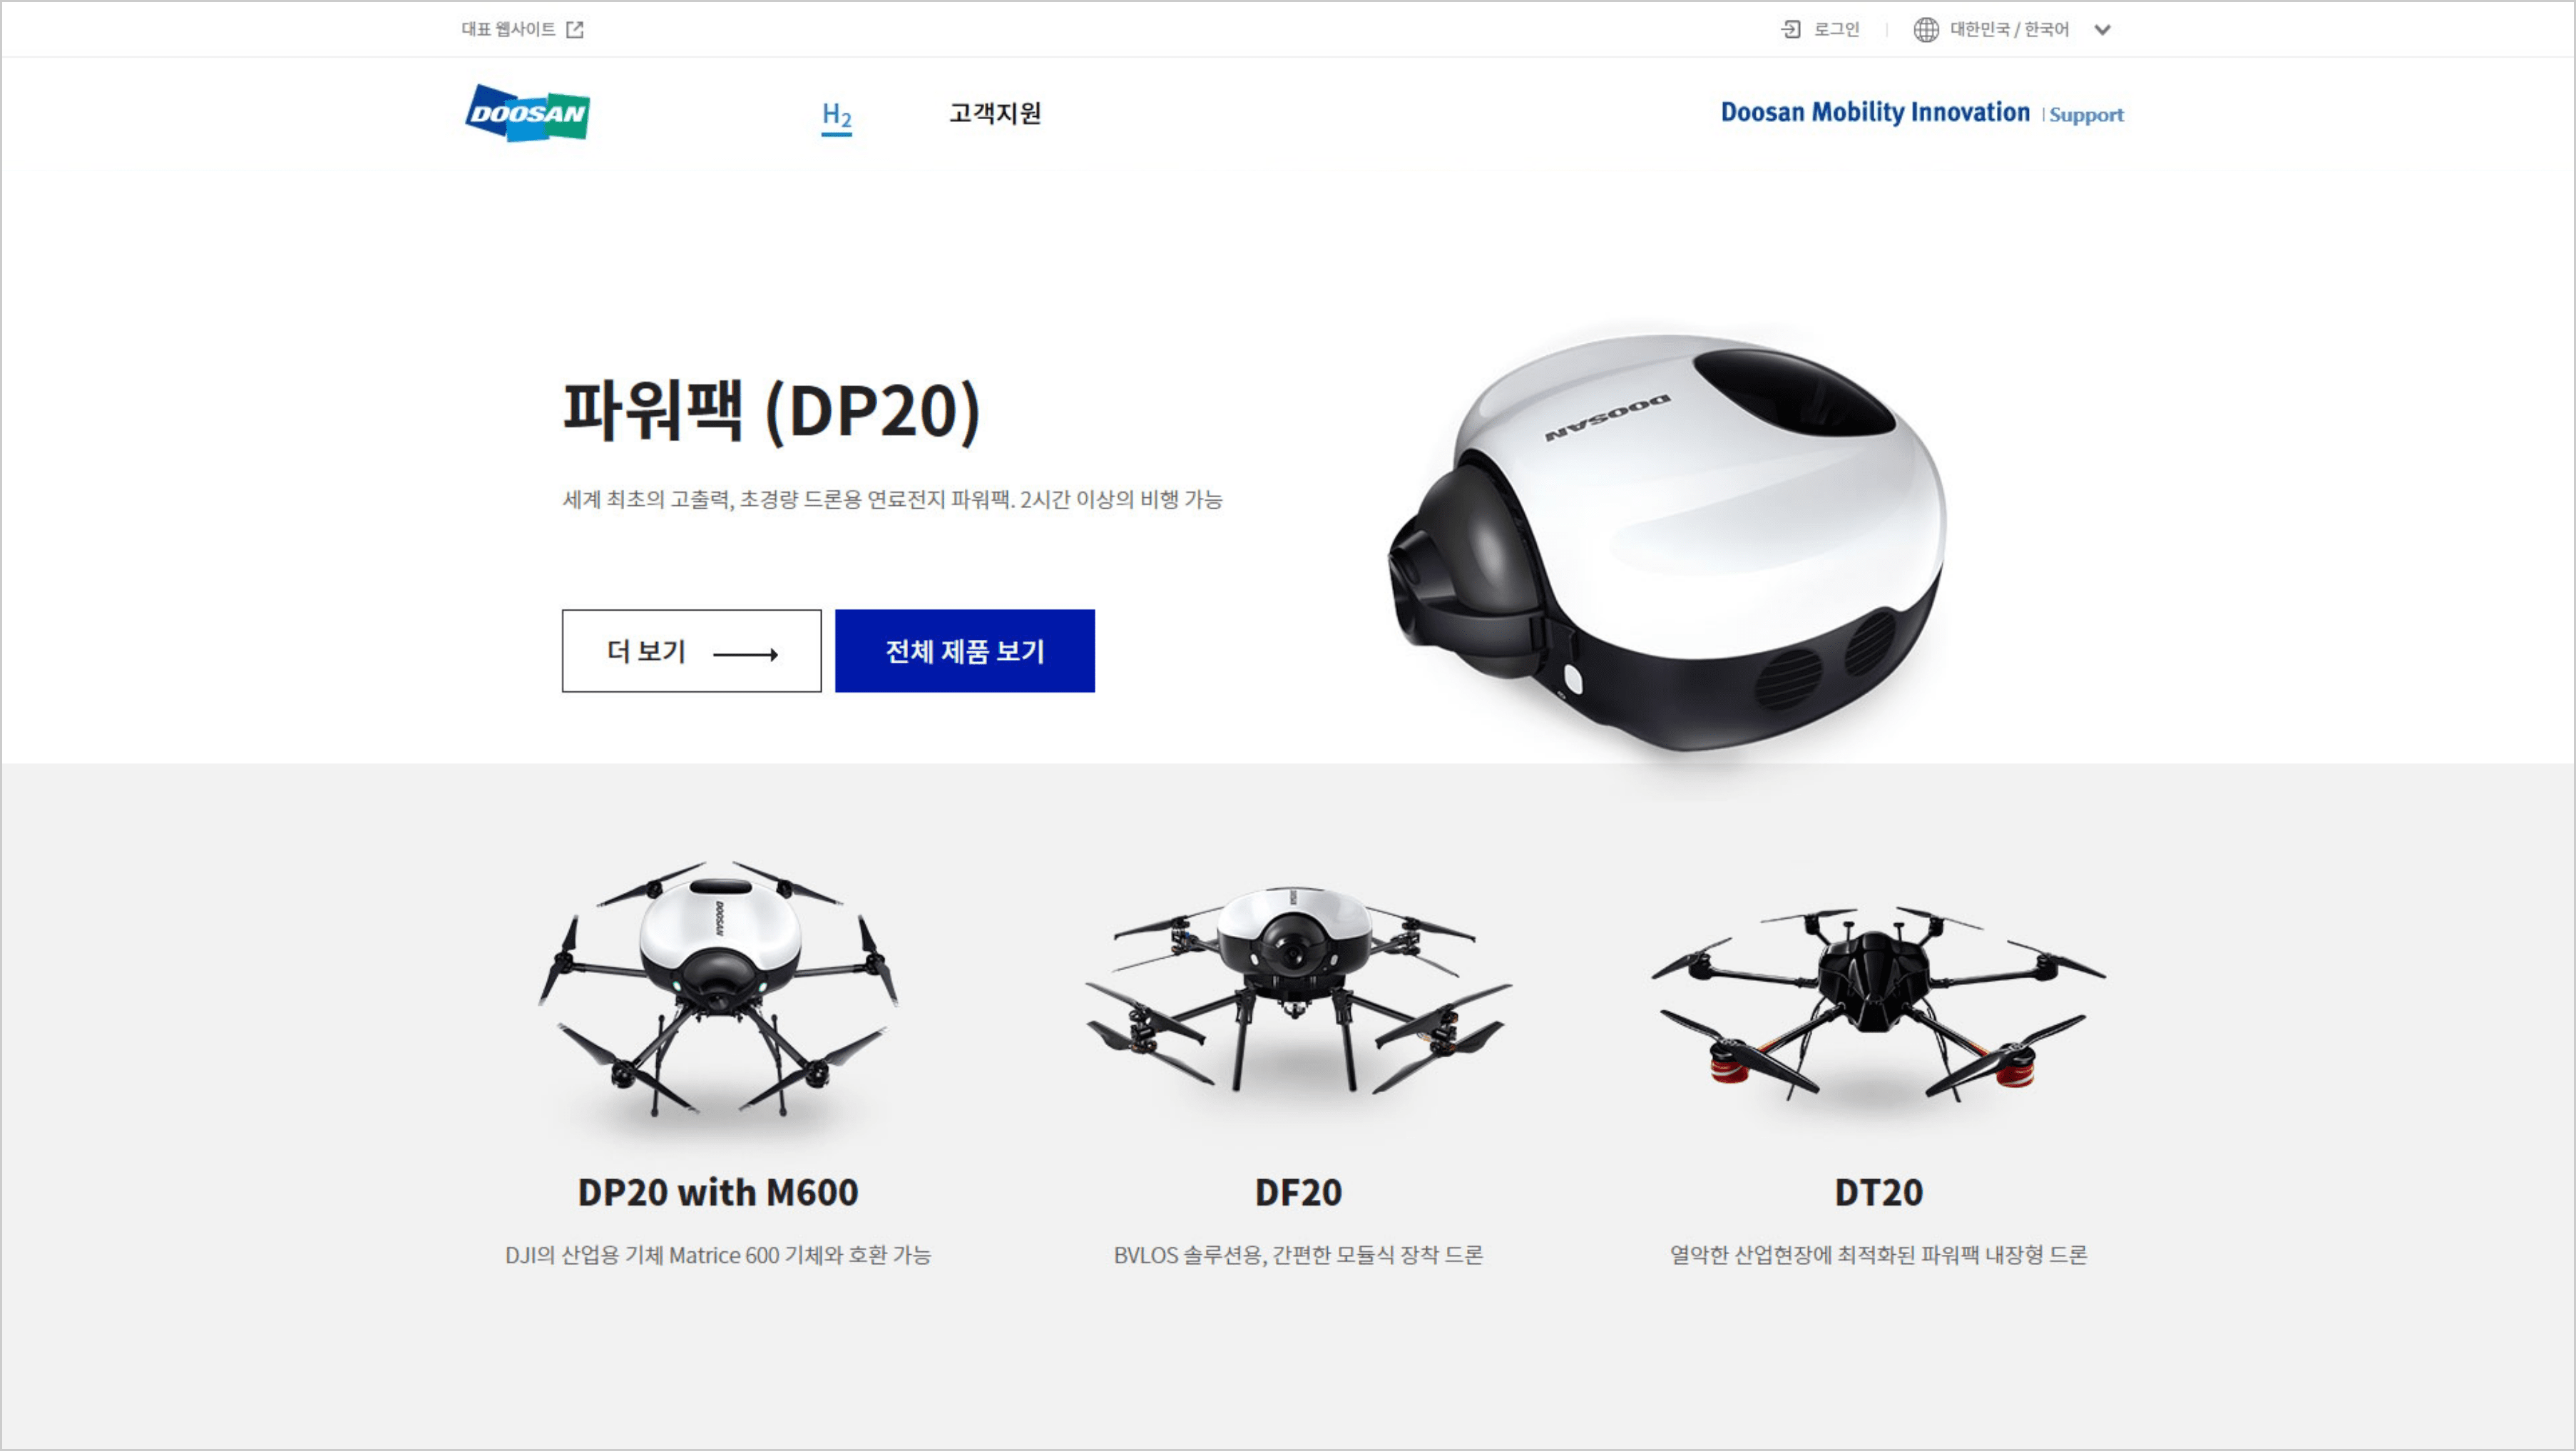 대표 웹사이트
로그인
대한민국 / 한국어
DOOSAN
H₂
고객지원
Doosan Mobility Innovation | Support
파워팩 (DP20)
세계 최초의 고출력, 초경량 드론용 연료전지 파워팩. 2시간 이상의 비행 가능
더 보기
전체 제품 보기
DOOSAN
DOOSAN
DP20 with M600
DJI의 산업용 기체 Matrice 600 기체와 호환 가능
DF20
BVLOS 솔루션용, 간편한 모듈식 장착 드론
DT20
열악한 산업현장에 최적화된 파워팩 내장형 드론